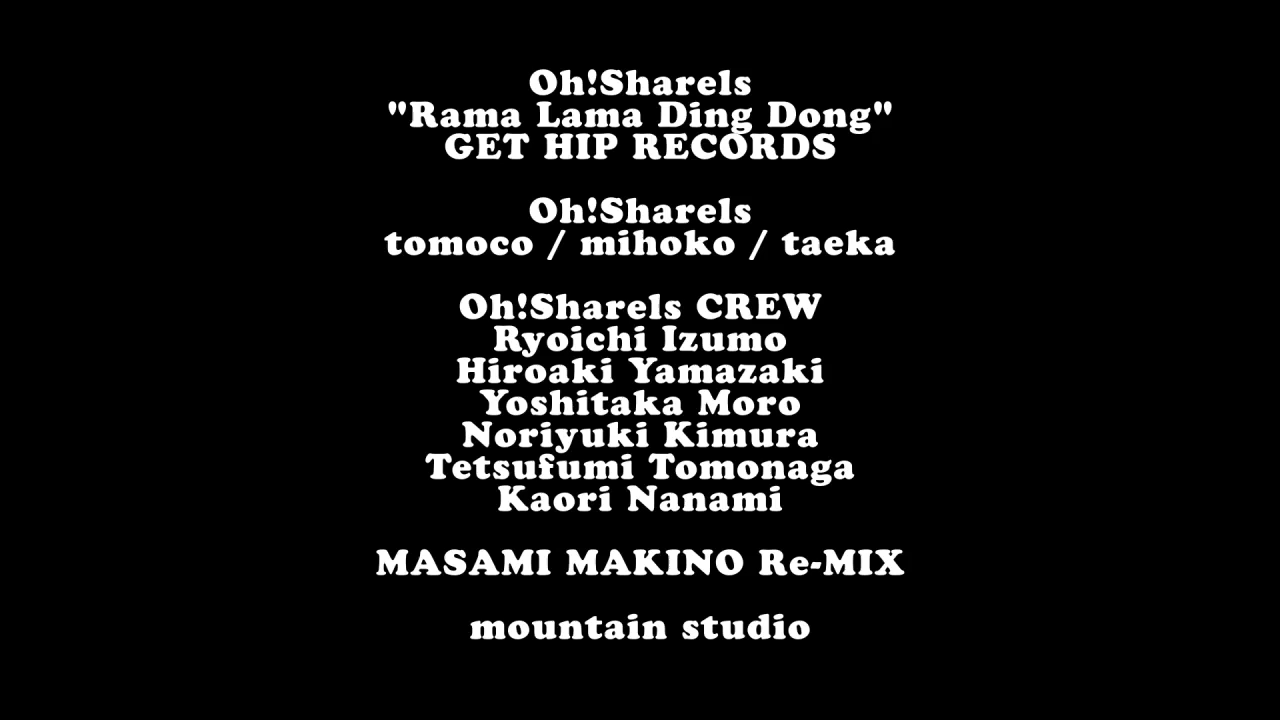 Oh!Sharels
"Rama Lama Ding Dong"
GET HIP RECORDS
Oh!Sharels
tomoco / mihoko / taeka
Oh!Sharels CREW
Ryoichi Izumo
Hiroaki Yamazaki
Yoshitaka Moro
Noriyuki Kimura
Tetsufumi Tomonaga
Kaori Nanami
MASAMI MAKINO Re-MIX
mountain studio